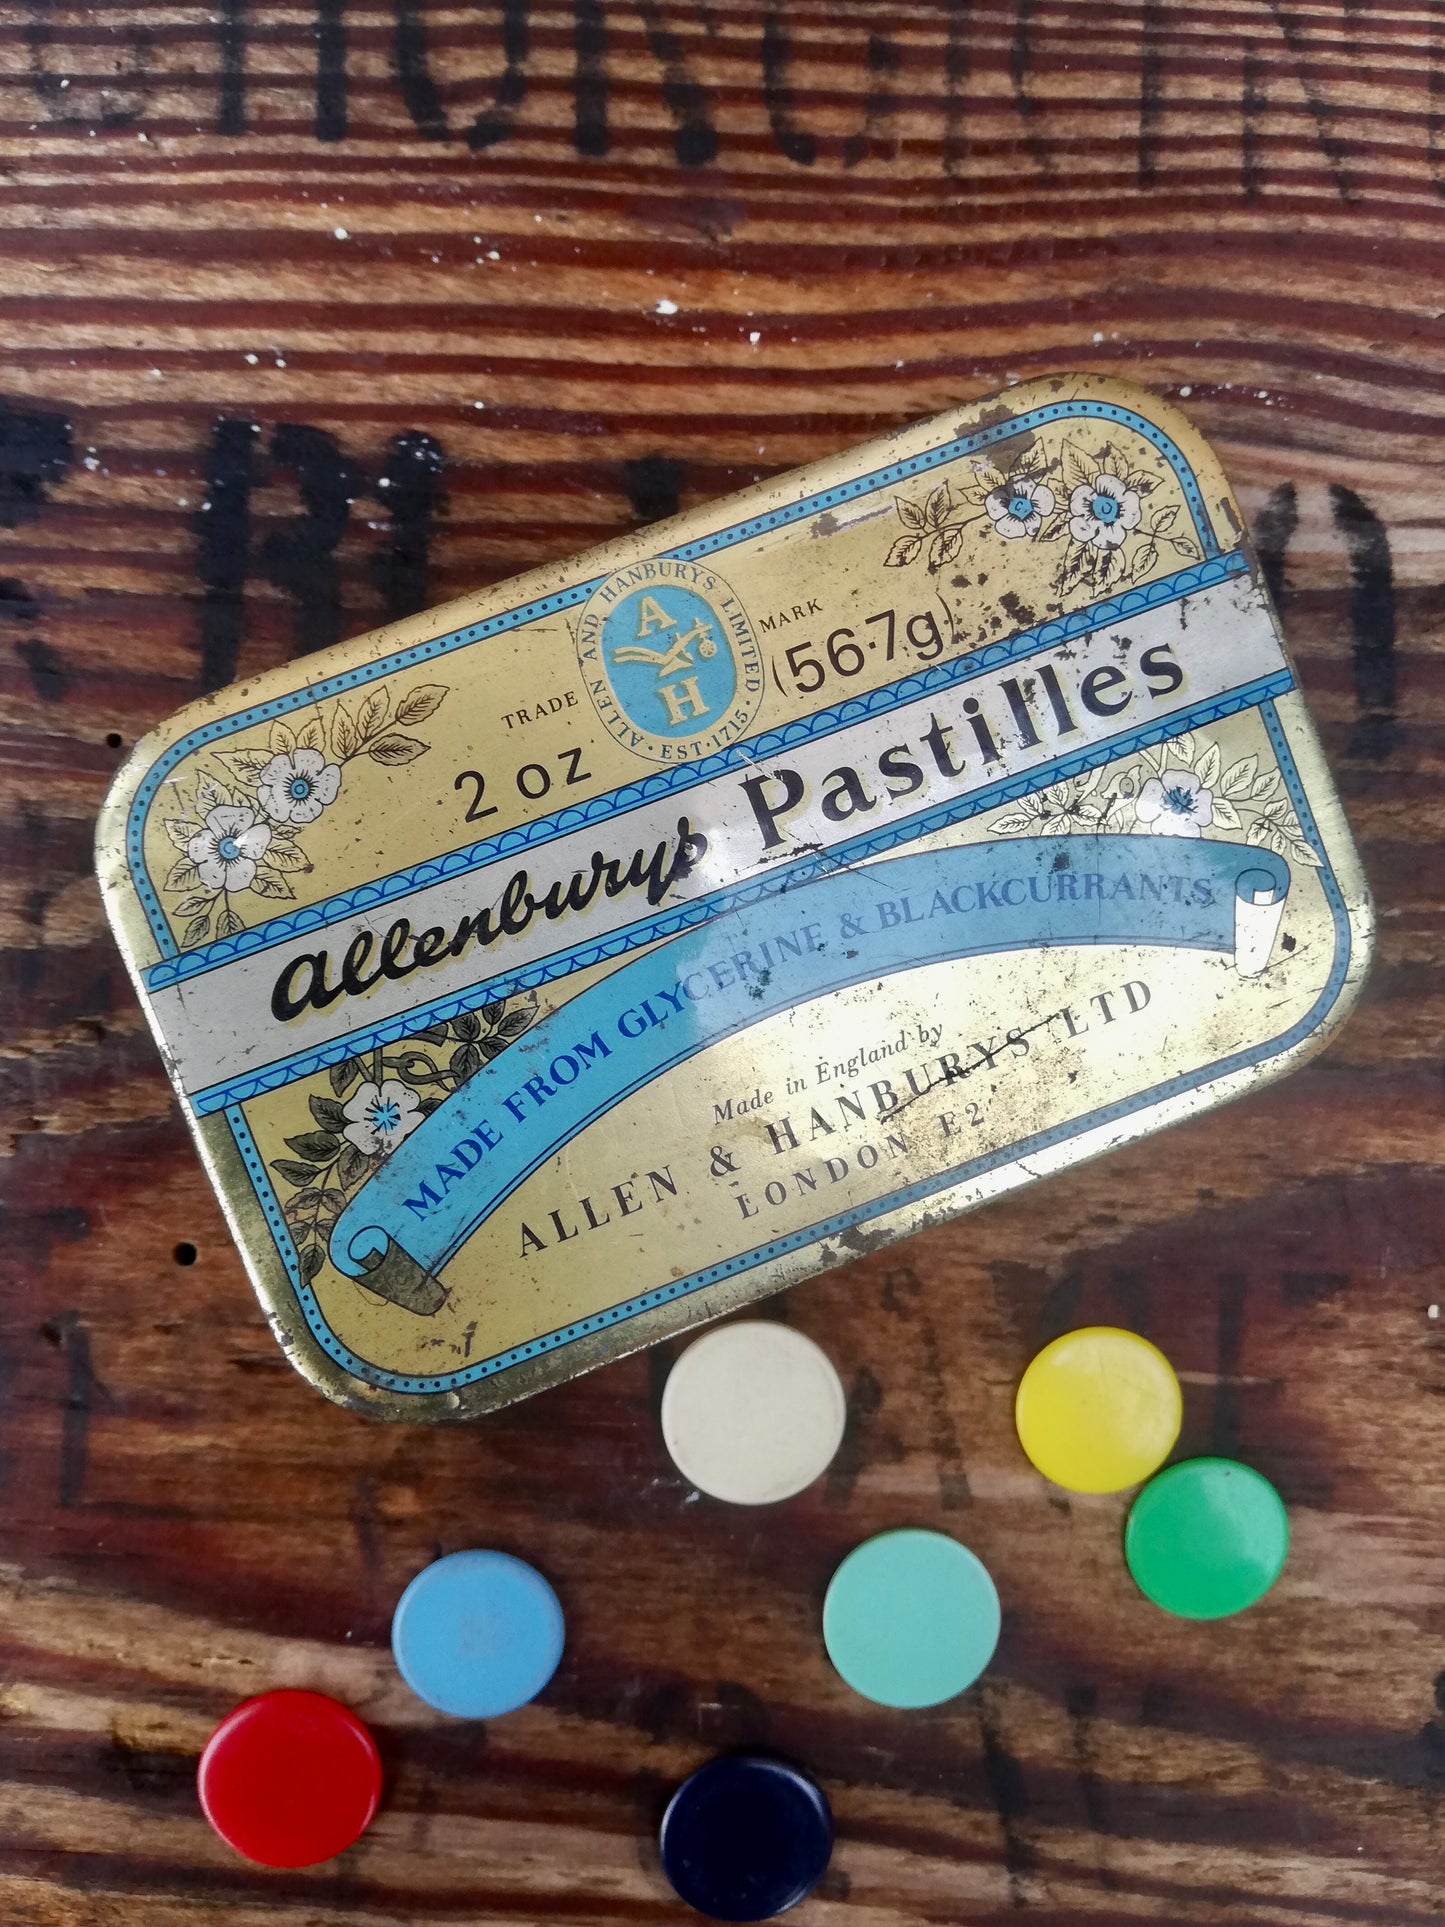 ALLEN AND HANBURYS LIMITED
· EST · 1715 ·
A
H
TRADE MARK
2 oz (56·7g)
Allenburys Pastilles
MADE FROM GLYCERINE & BLACKCURRANTS
Made in England by
ALLEN & HANBURYS LTD
LONDON E2